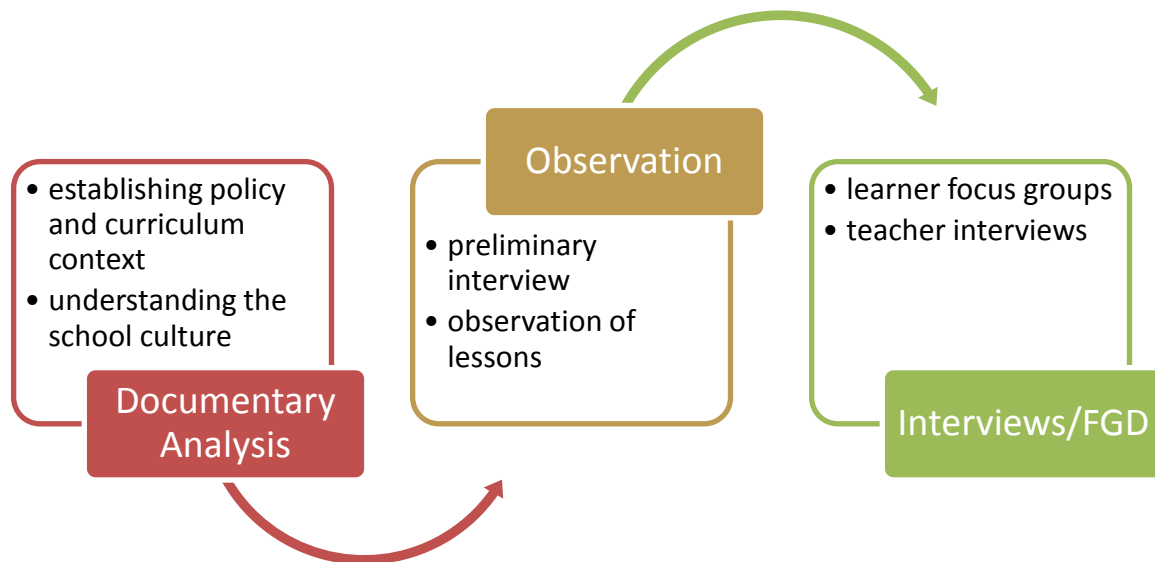 • establishing policy
and curriculum
context
• understanding the
school culture
Documentary
Analysis
Observation
• preliminary
interview
• observation of
lessons
• learner focus groups
• teacher interviews
Interviews/FGD